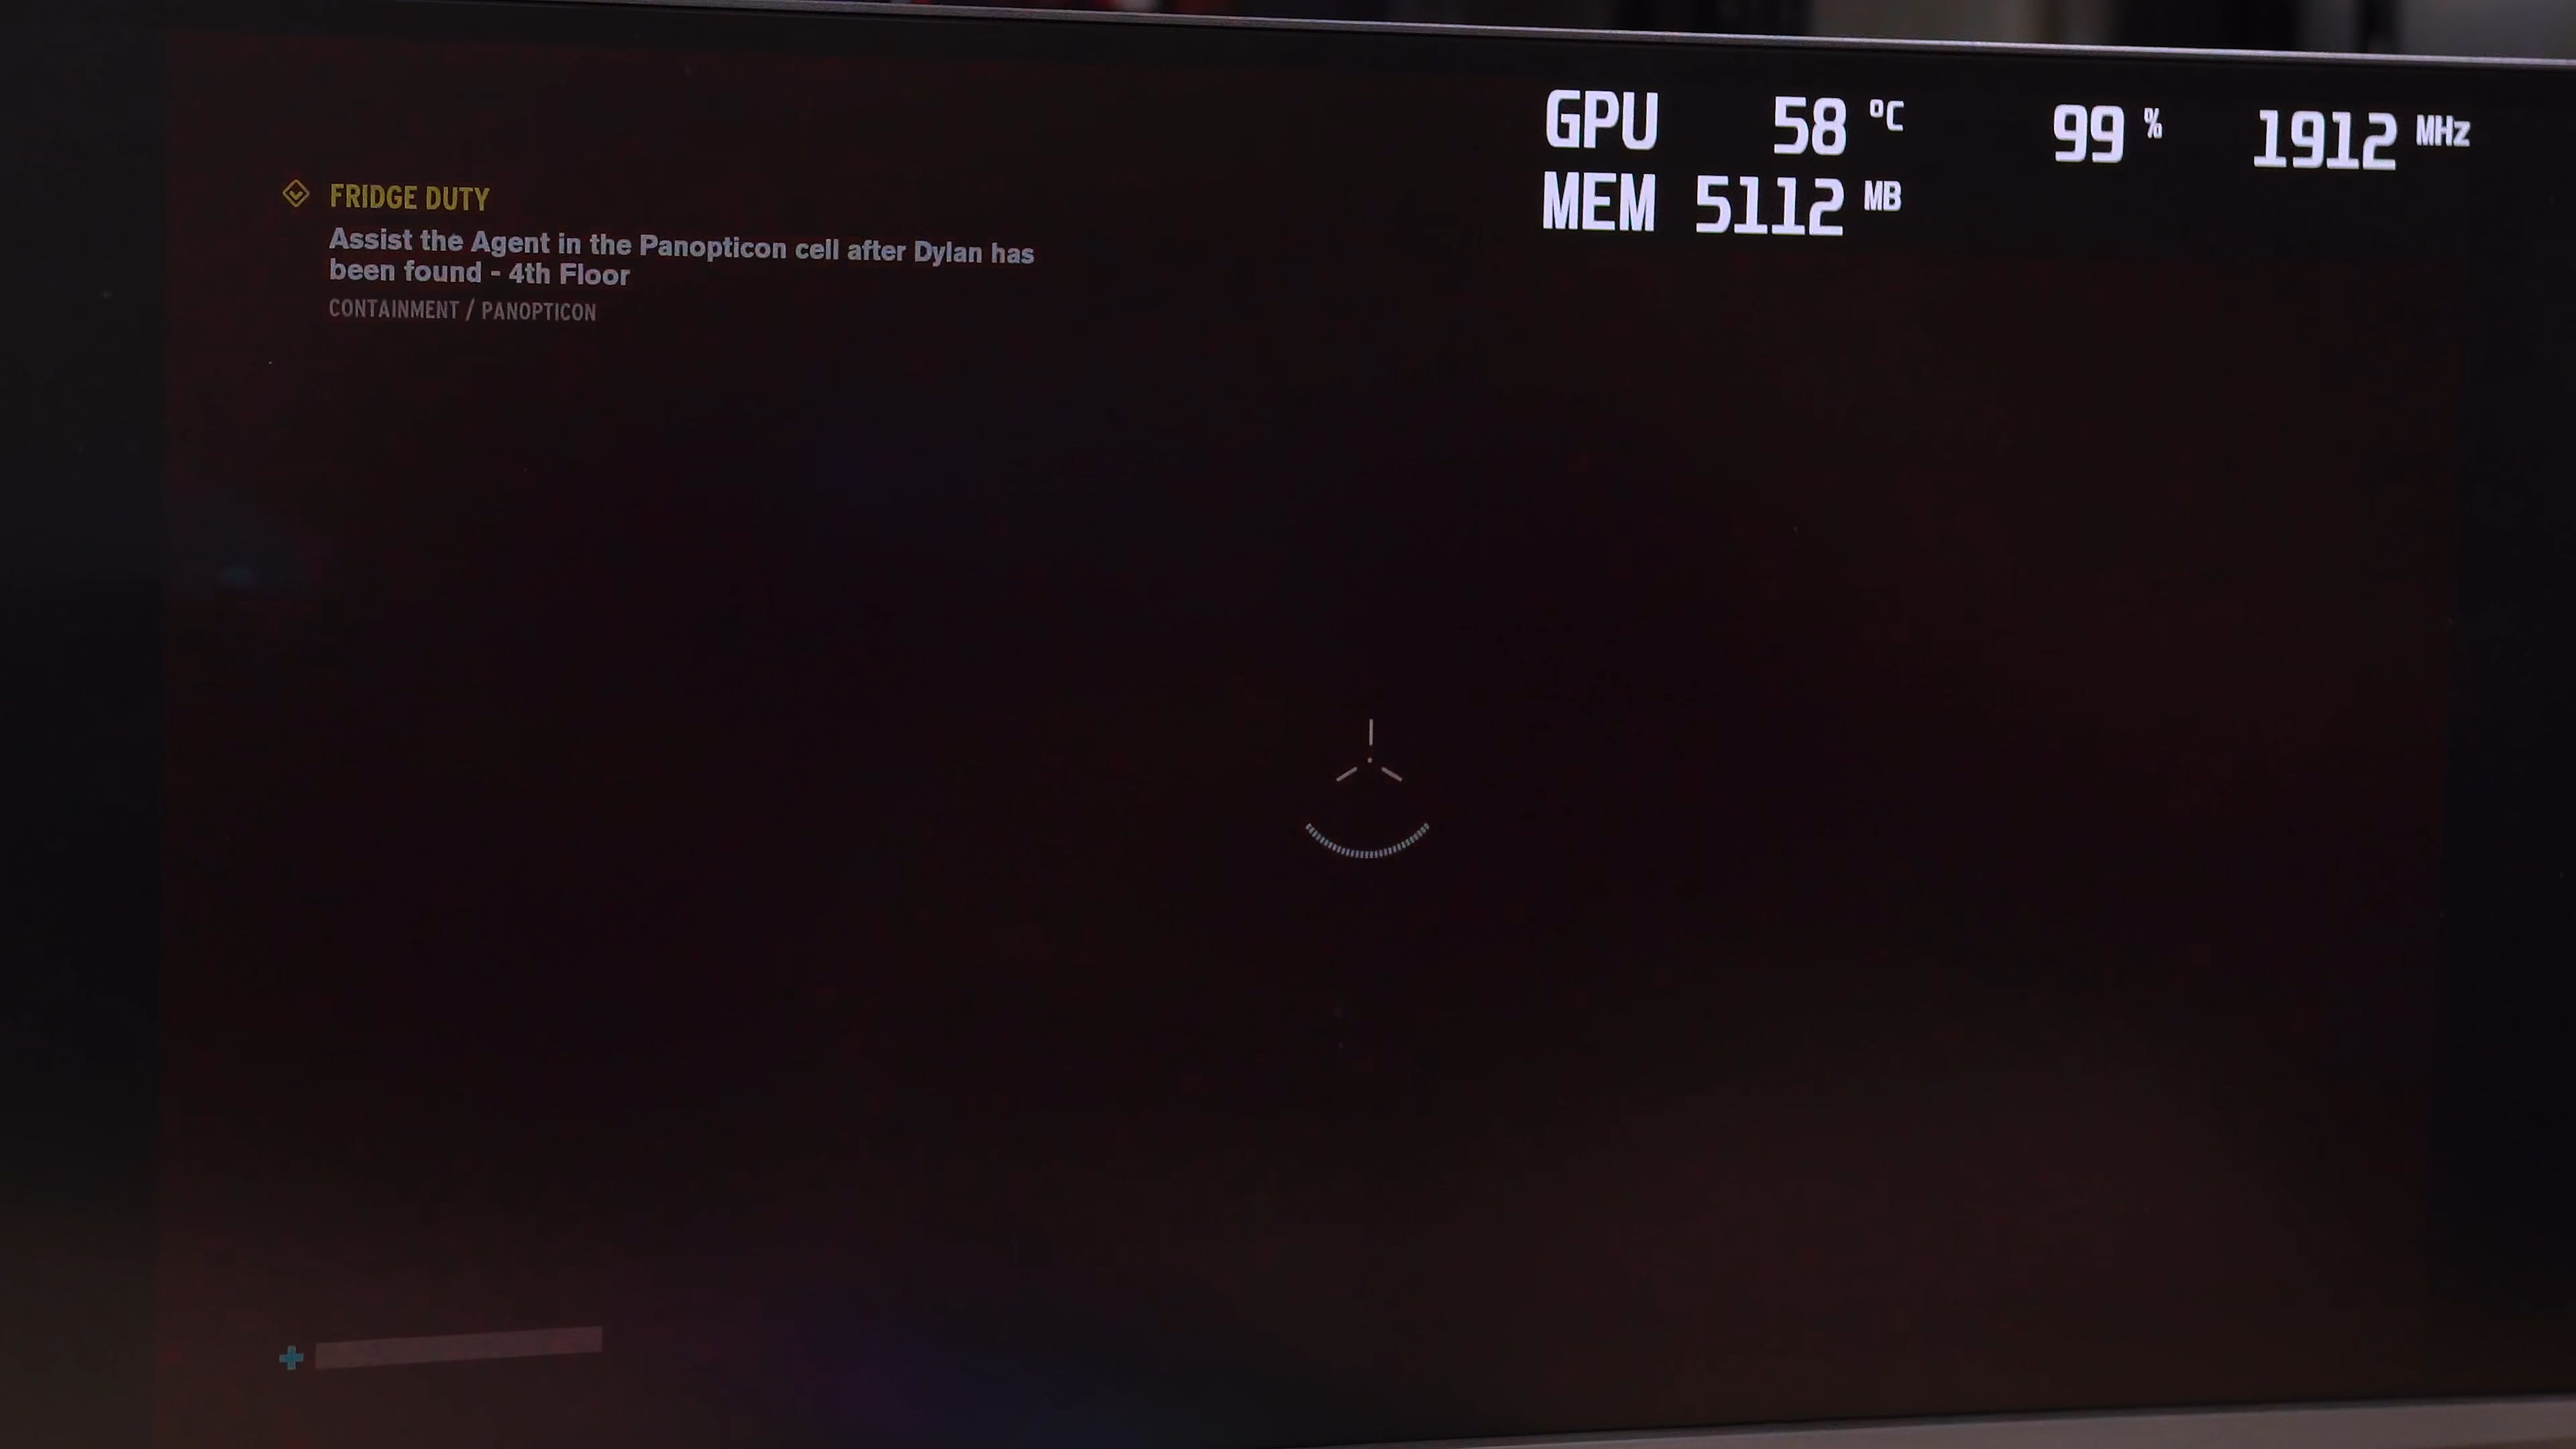 GPU 58 °C 99 % 1912 MHz
MEM 5112 MB
FRIDGE DUTY
Assist the Agent in the Panopticon cell after Dylan has
been found - 4th Floor
CONTAINMENT / PANOPTICON